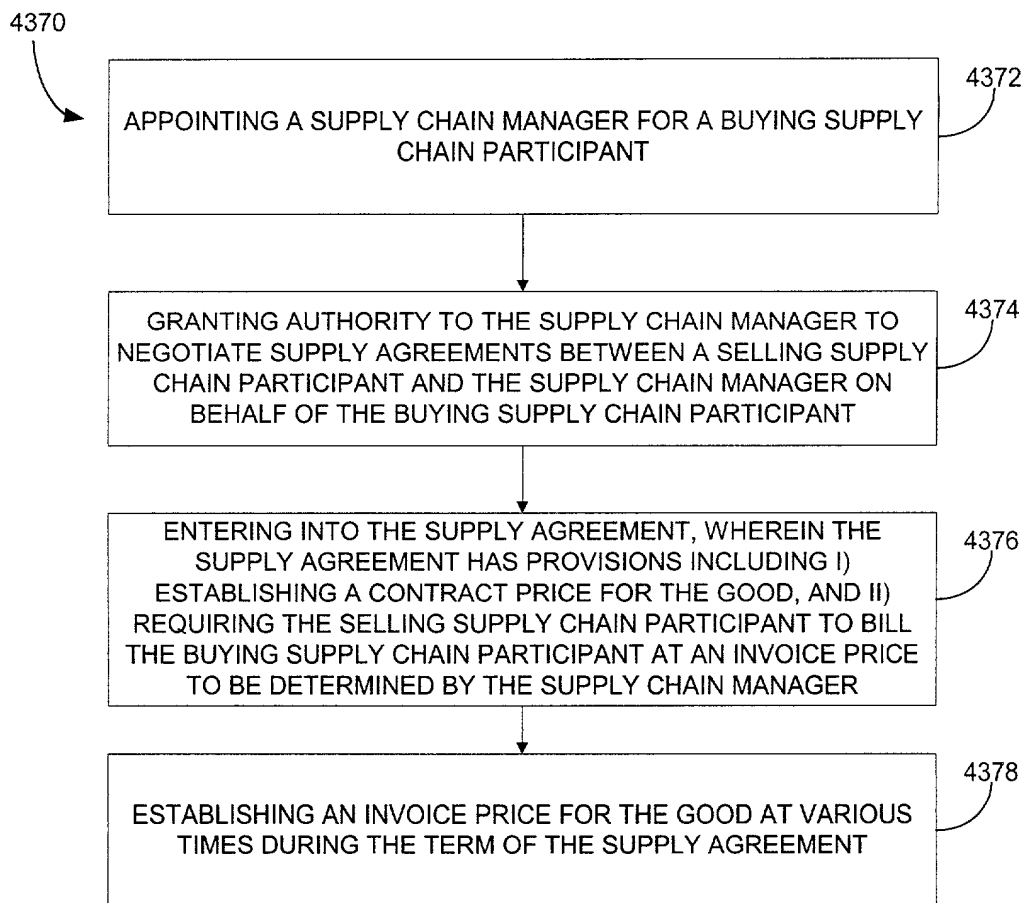 4370
4372
APPOINTING A SUPPLY CHAIN MANAGER FOR A BUYING SUPPLY
CHAIN PARTICIPANT
4374
GRANTING AUTHORITY TO THE SUPPLY CHAIN MANAGER TO
NEGOTIATE SUPPLY AGREEMENTS BETWEEN A SELLING SUPPLY
CHAIN PARTICIPANT AND THE SUPPLY CHAIN MANAGER ON
BEHALF OF THE BUYING SUPPLY CHAIN PARTICIPANT
4376
ENTERING INTO THE SUPPLY AGREEMENT, WHEREIN THE
SUPPLY AGREEMENT HAS PROVISIONS INCLUDING I)
ESTABLISHING A CONTRACT PRICE FOR THE GOOD, AND II)
REQUIRING THE SELLING SUPPLY CHAIN PARTICIPANT TO BILL
THE BUYING SUPPLY CHAIN PARTICIPANT AT AN INVOICE PRICE
TO BE DETERMINED BY THE SUPPLY CHAIN MANAGER
4378
ESTABLISHING AN INVOICE PRICE FOR THE GOOD AT VARIOUS
TIMES DURING THE TERM OF THE SUPPLY AGREEMENT